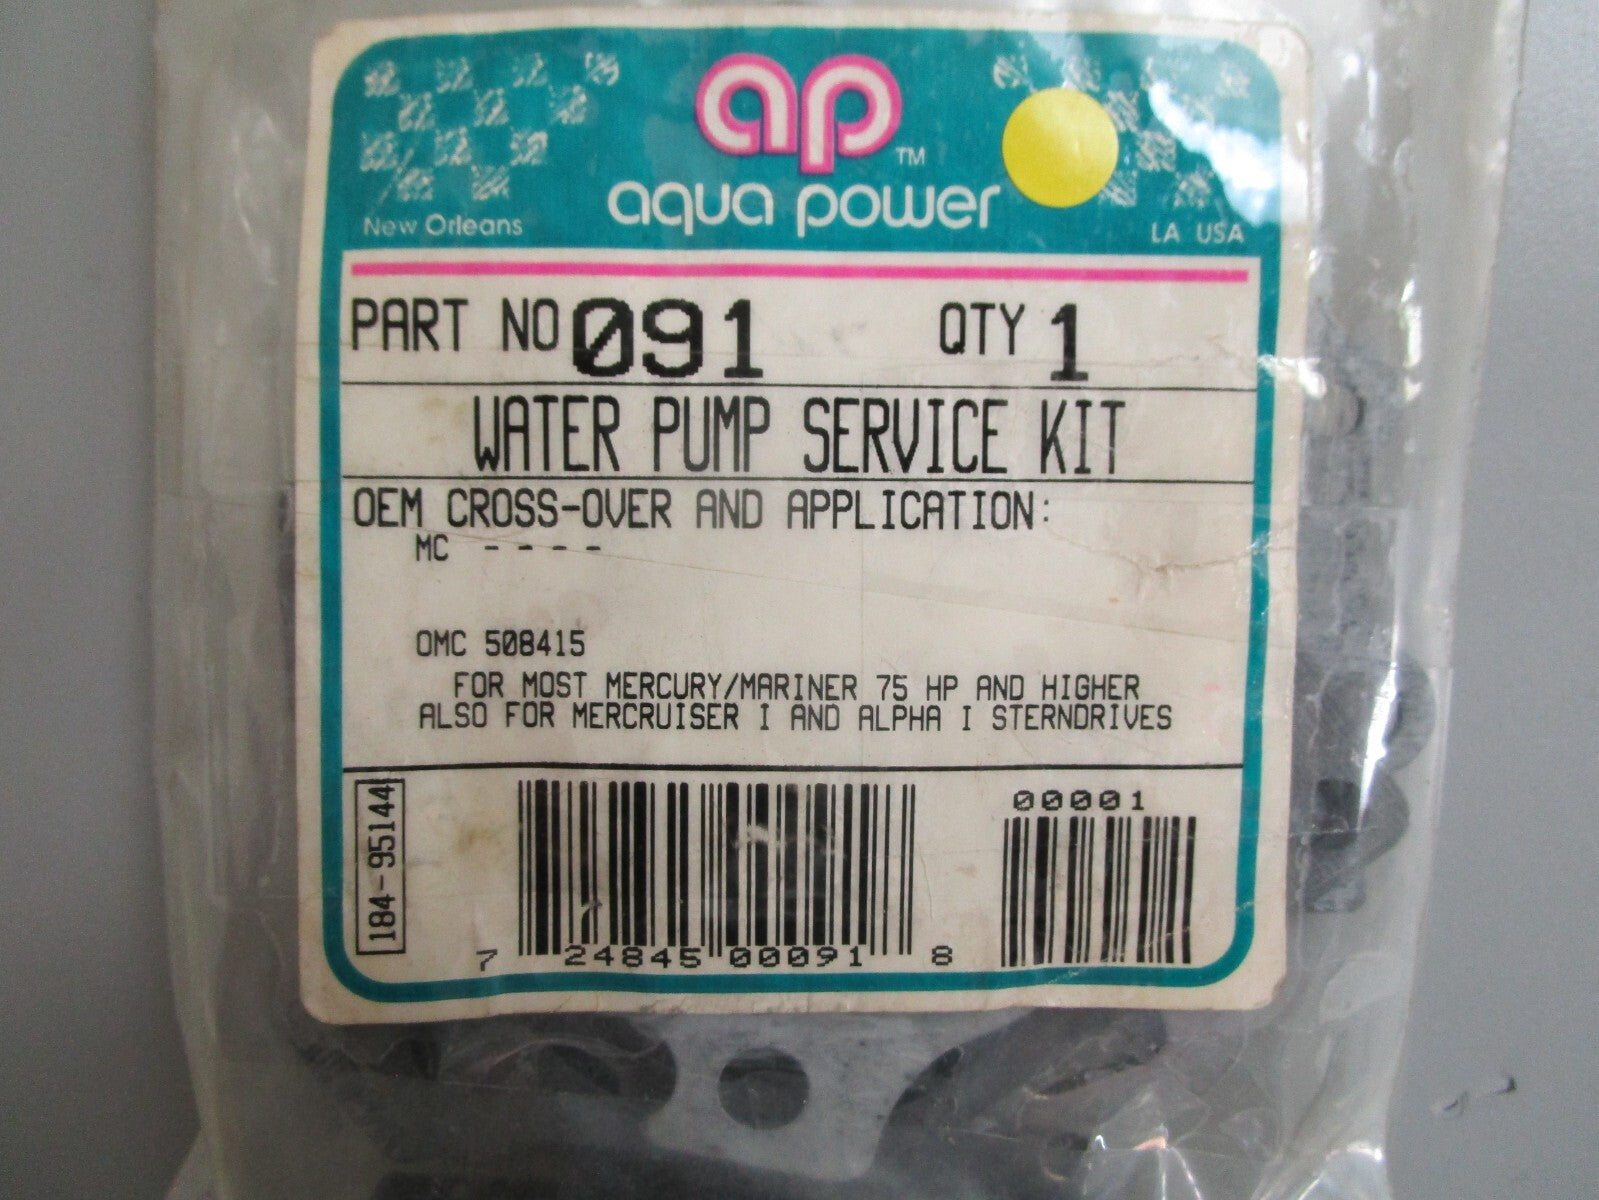 ap TM
aqua power
New Orleans
LA USA
PART NO 091 QTY 1
WATER PUMP SERVICE KIT
OEM CROSS-OVER AND APPLICATION:
MC - - - -
OMC 508415
FOR MOST MERCURY/MARINER 75 HP AND HIGHER
ALSO FOR MERCRUISER I AND ALPHA I STERNDRIVES
184-95144
7 24845 00091 8
00001